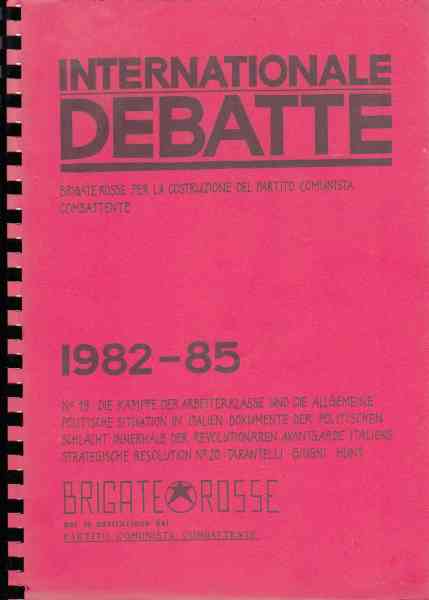 INTERNATIONALE
DEBATTE
BRIGATE ROSSE PER LA COSTRUZIONE DEL PARTITO COMUNISTA
COMBATTENTE
1982-85
No 19 DIE KÄMPFE DER ARBEITERKLASSE UND DIE ALLGEMEINE
POLITISCHE SITUATION IN ITALIEN DOKUMENTE DER POLITISCHEN
SCHLACHT INNERHALB DER REVOLUTIONÄREN AVANTGARDE ITALIENS
STRATEGISCHE RESOLUTION No 20 TARANTELLI GIUGNI HUNT
BRIGATE ROSSE
per la costruzione del
PARTITO COMUNISTA COMBATTENTE